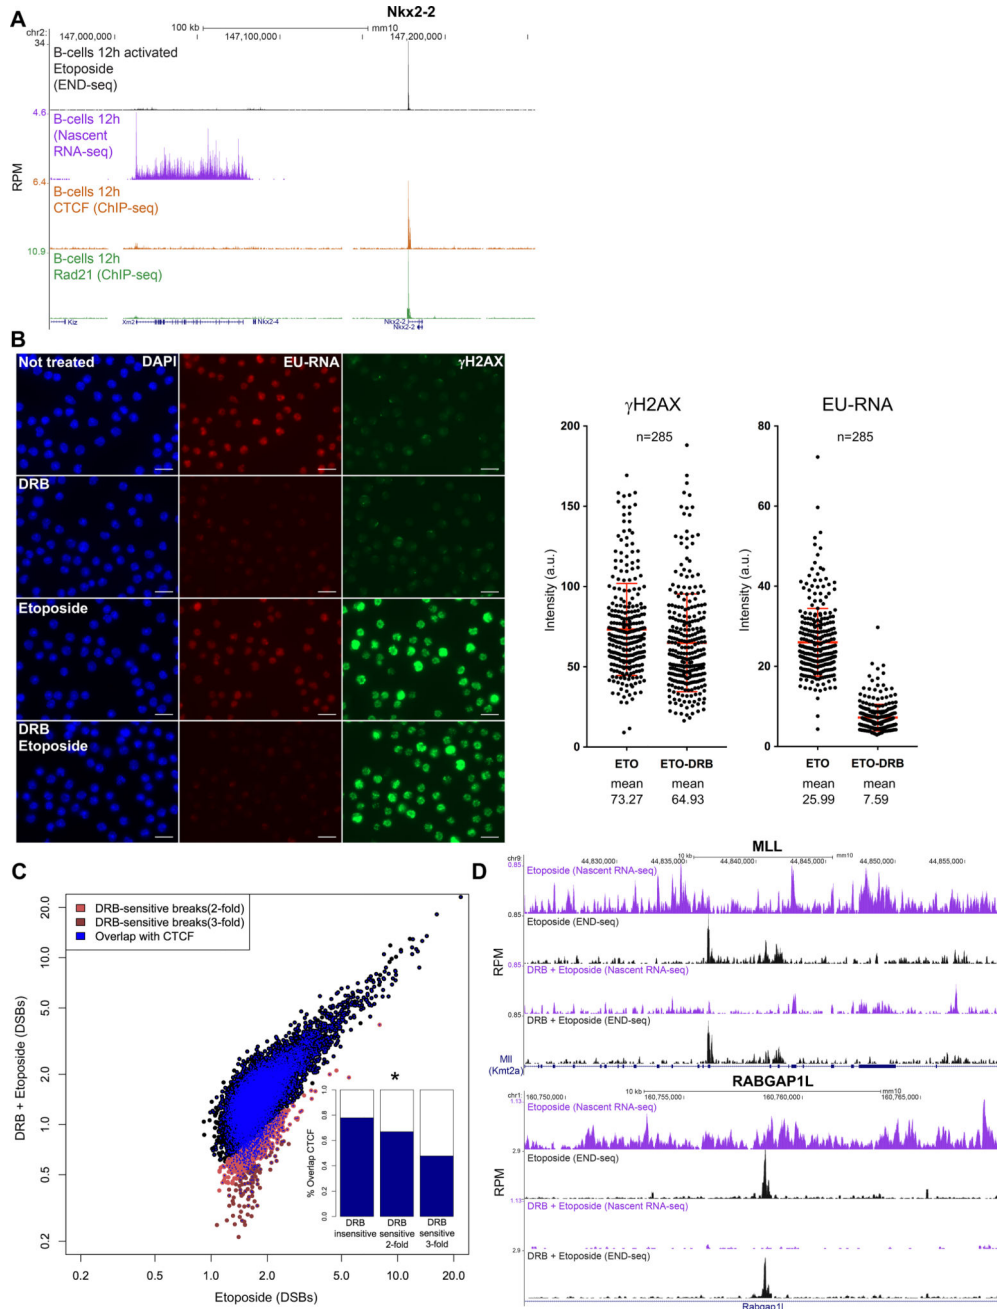 A
Nkx2-2
100 kb mm10
chr2: 147,000,000 147,100,000 147,200,000
34
B-cells 12h activated
Etoposide
(END-seq)
4.6
B-cells 12h
(Nascent
RNA-seq)
RPM
6.4
B-cells 12h
CTCF (ChIP-seq)
10.9
B-cells 12h
Rad21 (ChIP-seq)
Kiz Xrn2 Nkx2-4 Nkx2-2
Nkx2-2
B
Not treated DAPI EU-RNA γH2AX
DRB
Etoposide
DRB
Etoposide
γH2AX EU-RNA
n=285 n=285
200 80
150 60
100 40
50 20
0 0
Intensity (a.u.) Intensity (a.u.)
ETO ETO-DRB ETO ETO-DRB
mean mean mean mean
73.27 64.93 25.99 7.59
C
DRB-sensitive breaks(2-fold)
DRB-sensitive breaks(3-fold)
Overlap with CTCF
DRB + Etoposide (DSBs)
20.0
10.0
5.0
2.0
1.0
0.5
0.2
*
% Overlap CTCF
1.0
0.8
0.6
0.4
0.2
0.0
DRB DRB DRB
insensitive sensitive sensitive
2-fold 3-fold
0.2 0.5 1.0 2.0 5.0 10.0 20.0
Etoposide (DSBs)
D
MLL
10 kb mm10
chr9 44,830,000 44,835,000 44,840,000 44,845,000 44,850,000 44,855,000
0.85
Etoposide (Nascent RNA-seq)
0.85
Etoposide (END-seq)
RPM
0.85
DRB + Etoposide (Nascent RNA-seq)
0.85
DRB + Etoposide (END-seq)
Mll
(Kmt2a)
RABGAP1L
10 kb mm10
chr1: 160,750,000 160,755,000 160,760,000 160,765,000
1.13
Etoposide (Nascent RNA-seq)
2.9
Etoposide (END-seq)
RPM
1.13
DRB + Etoposide (Nascent RNA-seq)
2.9
DRB + Etoposide (END-seq)
Rabgap1l